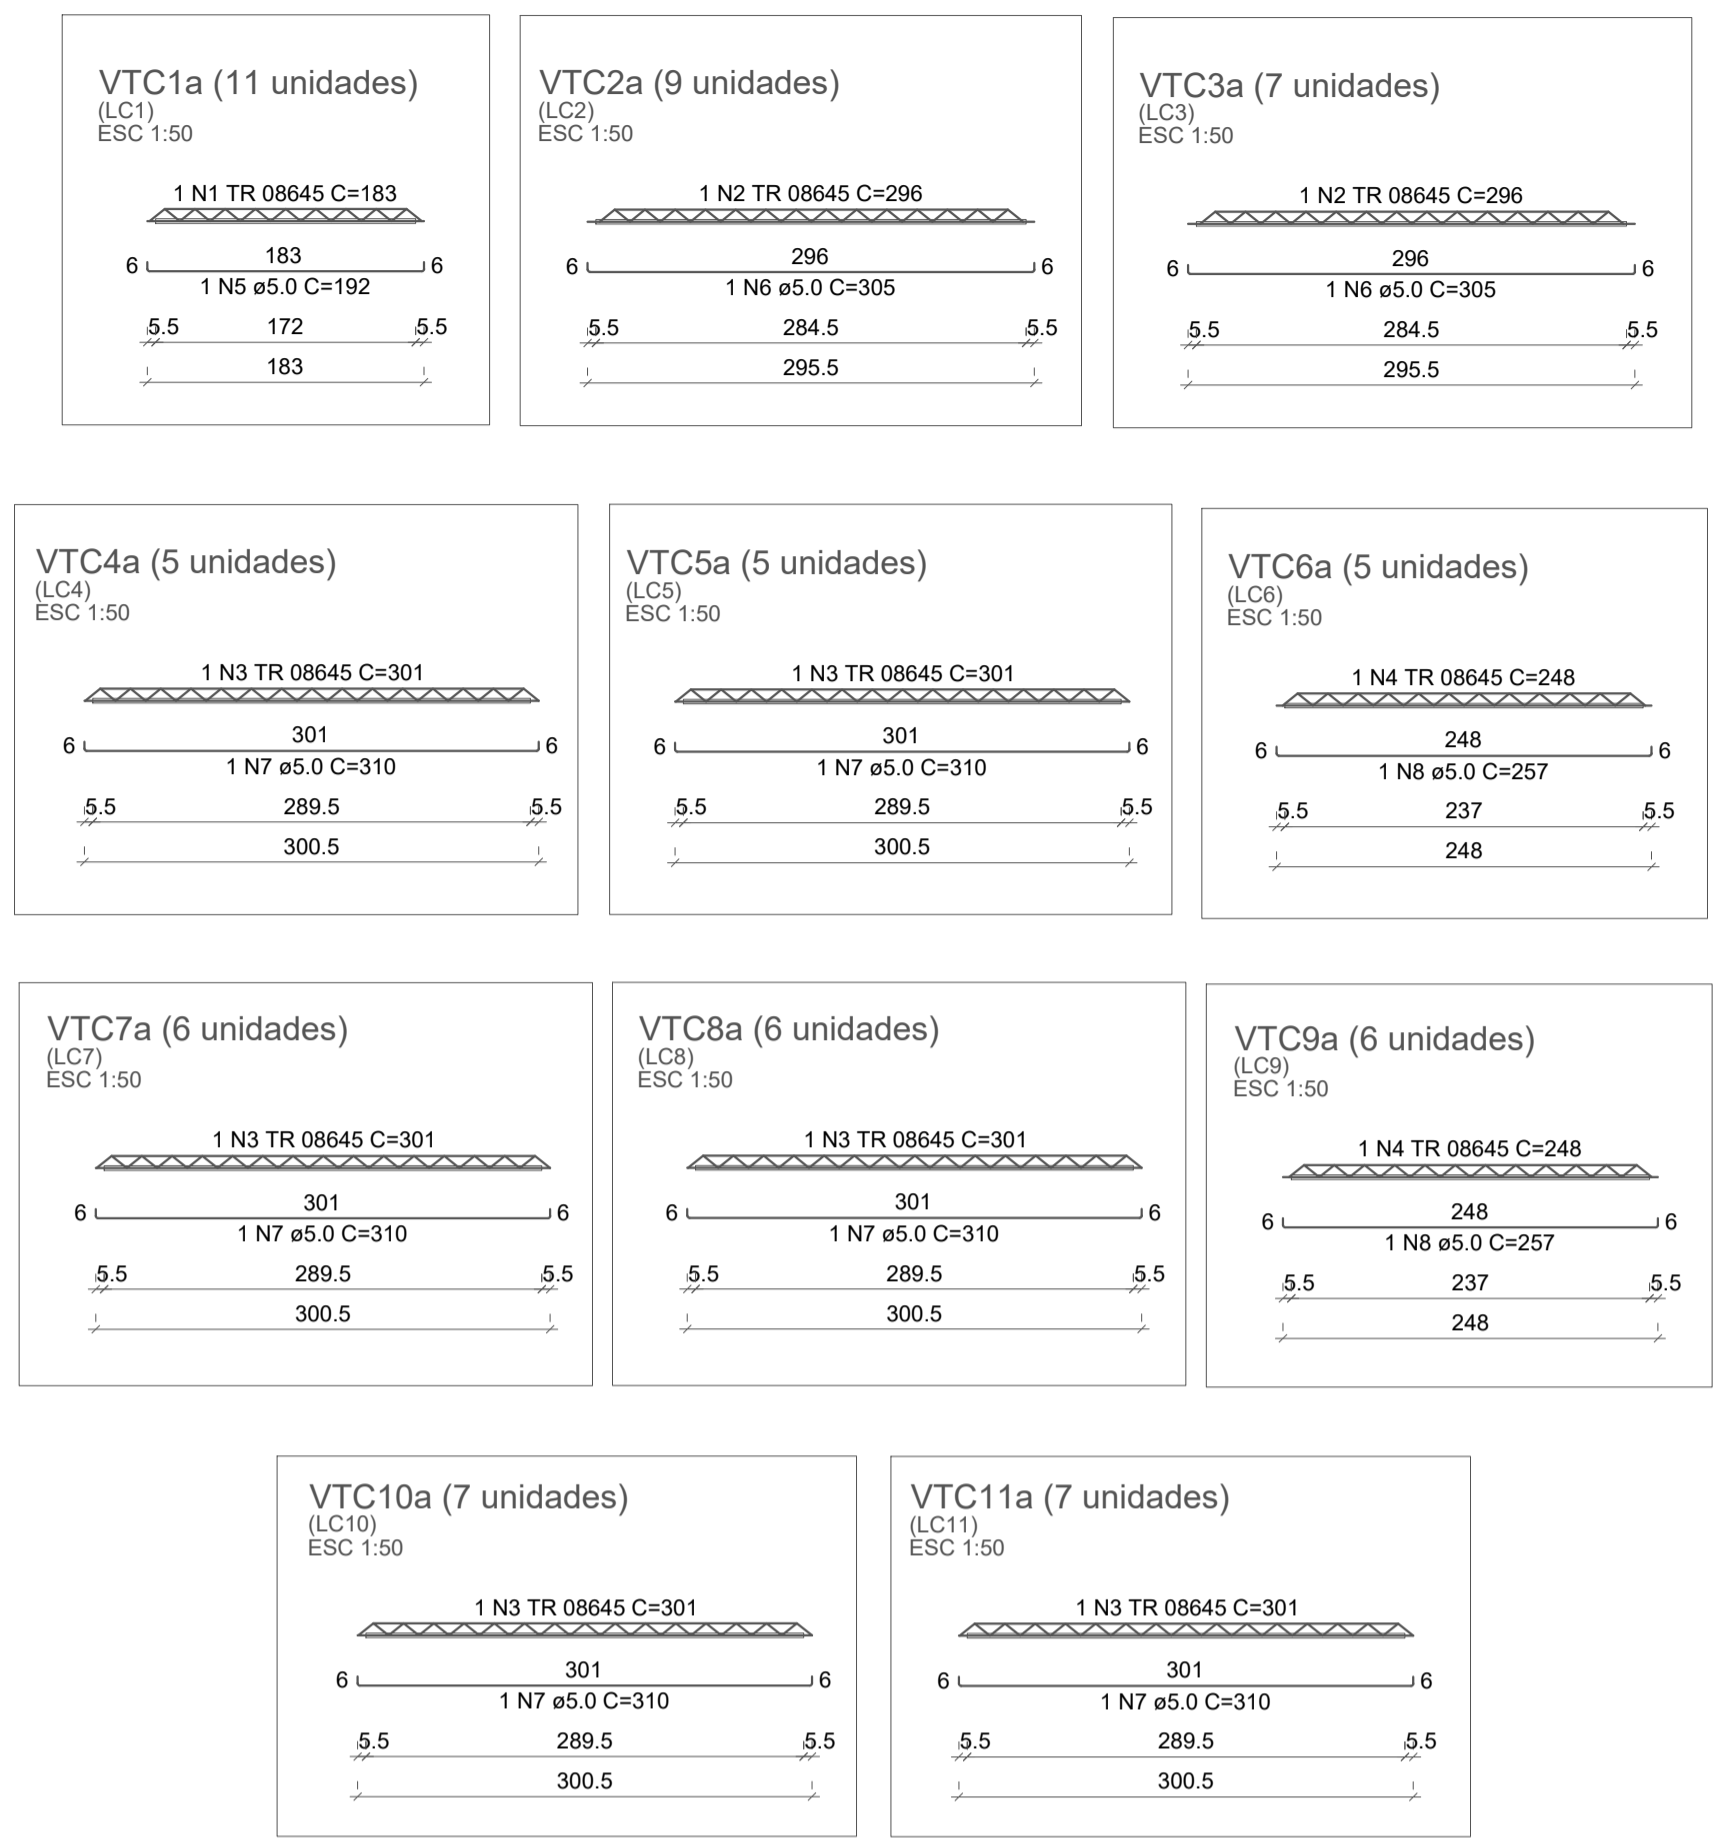 VTC1a (11 unidades)
(LC1)
ESC 1:50
1 N1 TR 08645 C=183
183
6 6
1 N5 ø5.0 C=192
5.5 172 5.5
183
VTC2a (9 unidades)
(LC2)
ESC 1:50
1 N2 TR 08645 C=296
296
6 6
1 N6 ø5.0 C=305
5.5 284.5 5.5
295.5
VTC3a (7 unidades)
(LC3)
ESC 1:50
1 N2 TR 08645 C=296
296
6 6
1 N6 ø5.0 C=305
5.5 284.5 5.5
295.5
VTC4a (5 unidades)
(LC4)
ESC 1:50
1 N3 TR 08645 C=301
301
6 6
1 N7 ø5.0 C=310
5.5 289.5 5.5
300.5
VTC5a (5 unidades)
(LC5)
ESC 1:50
1 N3 TR 08645 C=301
301
6 6
1 N7 ø5.0 C=310
5.5 289.5 5.5
300.5
VTC6a (5 unidades)
(LC6)
ESC 1:50
1 N4 TR 08645 C=248
248
6 6
1 N8 ø5.0 C=257
5.5 237 5.5
248
VTC7a (6 unidades)
(LC7)
ESC 1:50
1 N3 TR 08645 C=301
301
6 6
1 N7 ø5.0 C=310
5.5 289.5 5.5
300.5
VTC8a (6 unidades)
(LC8)
ESC 1:50
1 N3 TR 08645 C=301
301
6 6
1 N7 ø5.0 C=310
5.5 289.5 5.5
300.5
VTC9a (6 unidades)
(LC9)
ESC 1:50
1 N4 TR 08645 C=248
248
6 6
1 N8 ø5.0 C=257
5.5 237 5.5
248
VTC10a (7 unidades)
(LC10)
ESC 1:50
1 N3 TR 08645 C=301
301
6 6
1 N7 ø5.0 C=310
5.5 289.5 5.5
300.5
VTC11a (7 unidades)
(LC11)
ESC 1:50
1 N3 TR 08645 C=301
301
6 6
1 N7 ø5.0 C=310
5.5 289.5 5.5
300.5